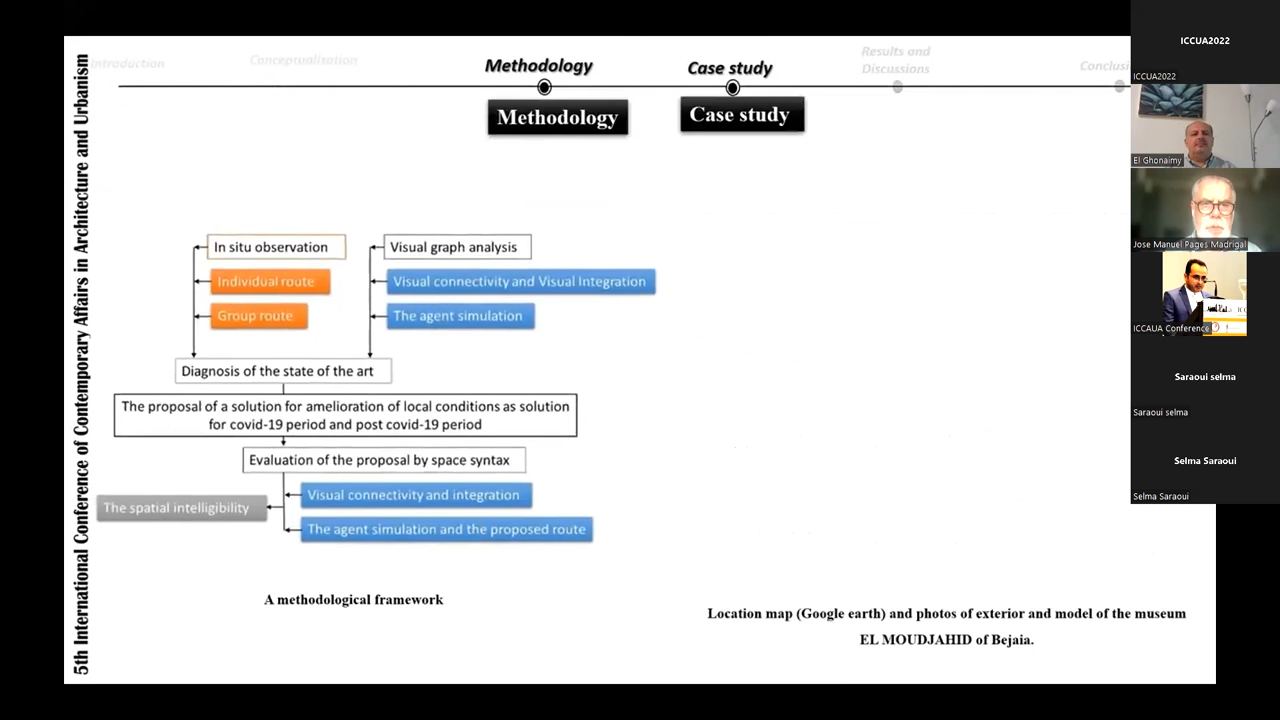 5th International Conference of Contemporary Affairs in Architecture and Urbanism
Introduction
Conceptualization
Methodology
Case study
Results and
Discussions
Methodology
Case study
In situ observation
Individual route
Group route
Visual graph analysis
Visual connectivity and Visual Integration
The agent simulation
Diagnosis of the state of the art
The proposal of a solution for amelioration of local conditions as solution
for covid-19 period and post covid-19 period
Evaluation of the proposal by space syntax
Visual connectivity and integration
The spatial intelligibility
The agent simulation and the proposed route
A methodological framework
Location map (Google earth) and photos of exterior and model of the museum
EL MOUDJAHID of Bejaia.
ICCUA2022
ICCUA2022
El Ghonaimy
Jose Manuel Pages Madrigal
ICCAUA Conference
Saraoui selma
Saraoui selma
Selma Saraoui
Selma Saraoui